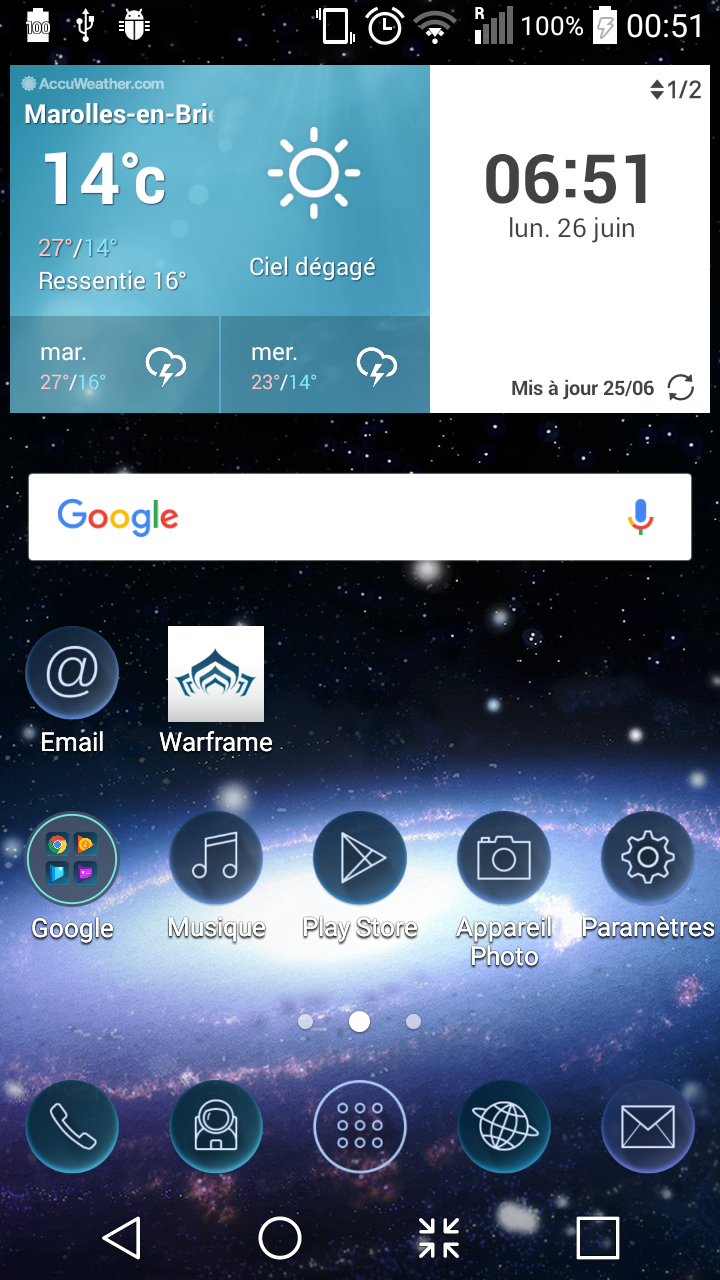 100
R
100% 00:51
AccuWeather.com
Marolles-en-Bri
14°c
27°/14°
Ressentie 16°
Ciel dégagé
mar.
27°/16°
mer.
23°/14°
1/2
06:51
lun. 26 juin
Mis à jour 25/06
Google
@
Email
Warframe
Google
Musique
Play Store
Appareil
Photo
Paramètres